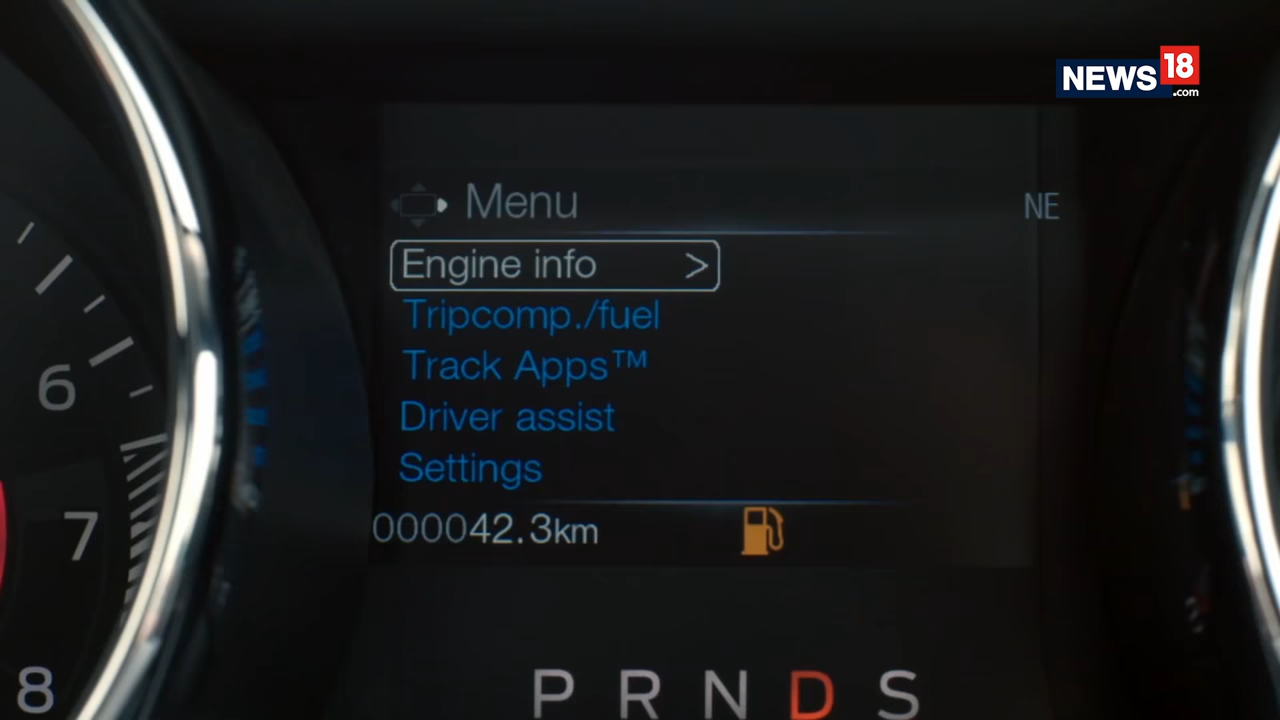 NEWS18.com
Menu
NE
Engine info >
Tripcomp./fuel
Track Apps™
Driver assist
Settings
000042.3km
6
7
8
P R N D S